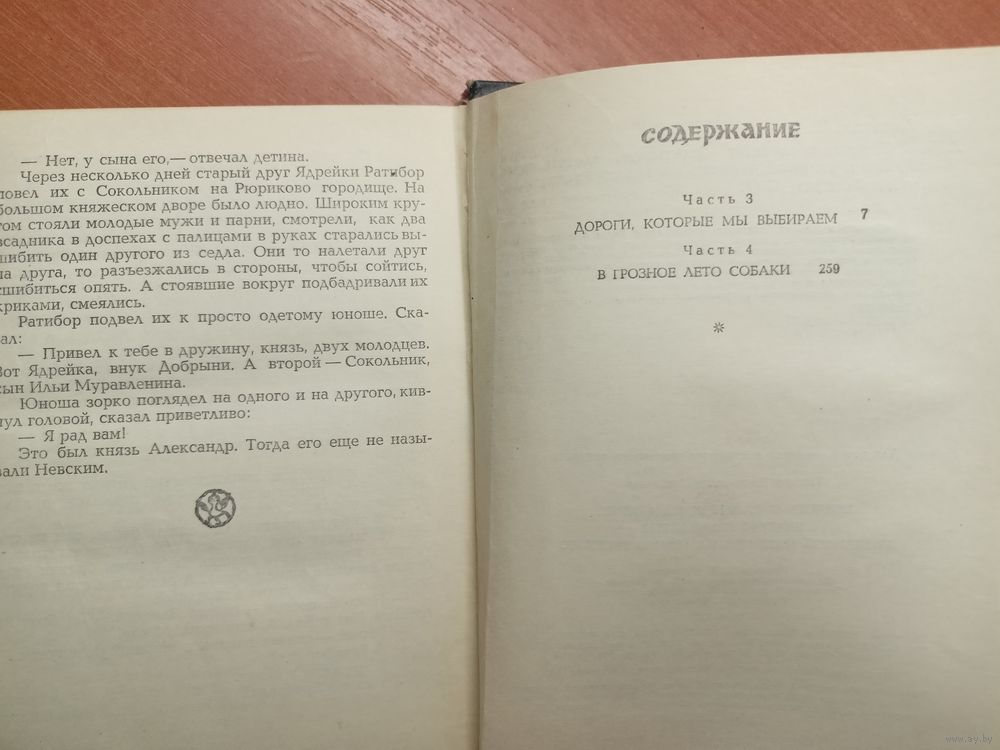 — Нет, у сына его,— отвечал детина.
Через несколько дней старый друг Ядрейки Ратибор
повел их с Сокольником на Рюриково городище. На
большом княжеском дворе было людно. Широким кру-
гом стояли молодые мужи и парни, смотрели, как два
всадника в доспехах с палицами в руках старались вы-
шибить один другого из седла. Они то налетали друг
на друга, то разъезжались в стороны, чтобы сойтись,
сшибиться опять. А стоявшие вокруг подбадривали их
криками, смеялись.
Ратибор подвел их к просто одетому юноше. Ска-
зал:
— Привел к тебе в дружину, князь, двух молодцев.
Вот Ядрейка, внук Добрыни. А второй — Сокольник,
сын Ильи Муравленина.
Юноша зорко поглядел на одного и на другого, кив-
нул головой, сказал приветливо:
— Я рад вам!
Это был князь Александр. Тогда его еще не назы-
вали Невским.
СОДЕРЖАНИЕ
Часть 3
ДОРОГИ, КОТОРЫЕ МЫ ВЫБИРАЕМ 7
Часть 4
В ГРОЗНОЕ ЛЕТО СОБАКИ 259
www.ay.by